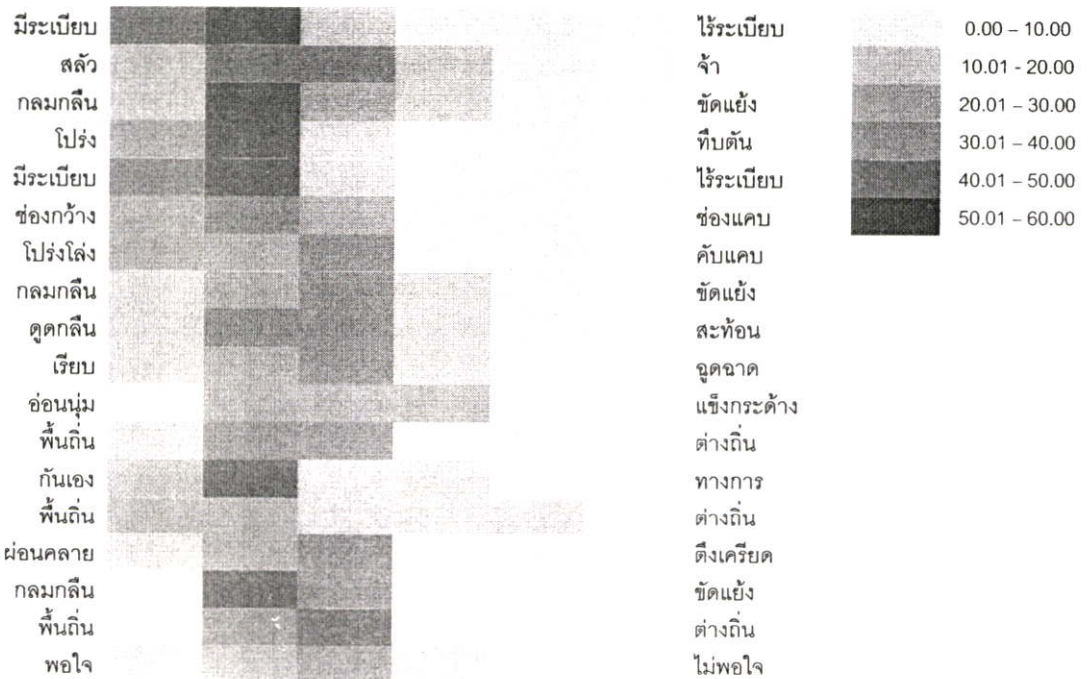 มีระเบียบ ไร้ระเบียบ 0.00 – 10.00
สลัว จ้า 10.01 - 20.00
กลมกลืน ขัดแย้ง 20.01 – 30.00
โปร่ง ทึบตัน 30.01 – 40.00
มีระเบียบ ไร้ระเบียบ 40.01 – 50.00
ช่องกว้าง ช่องแคบ 50.01 – 60.00
โปร่งโล่ง คับแคบ
กลมกลืน ขัดแย้ง
ดูดกลืน สะท้อน
เรียบ ฉูดฉาด
อ่อนนุ่ม แข็งกระด้าง
พื้นถิ่น ต่างถิ่น
กันเอง ทางการ
พื้นถิ่น ต่างถิ่น
ผ่อนคลาย ตึงเครียด
กลมกลืน ขัดแย้ง
พื้นถิ่น ต่างถิ่น
พอใจ ไม่พอใจ